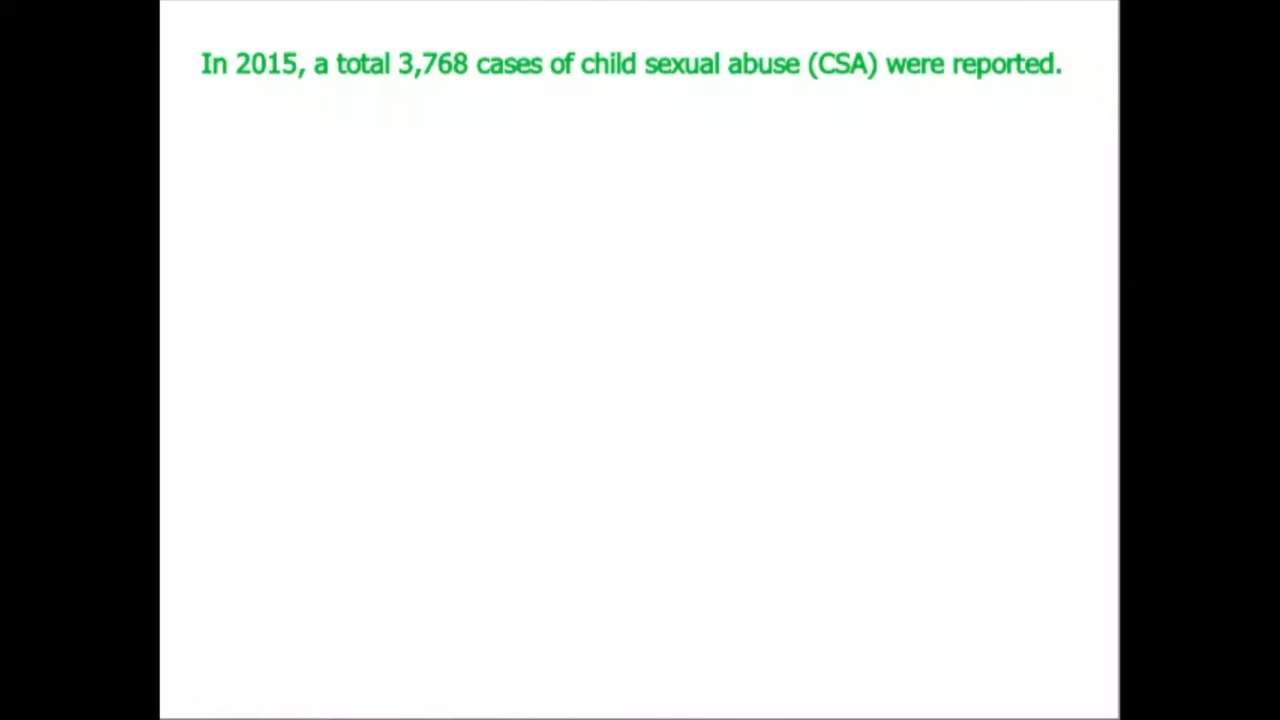 In 2015, a total 3,768 cases of child sexual abuse (CSA) were reported.